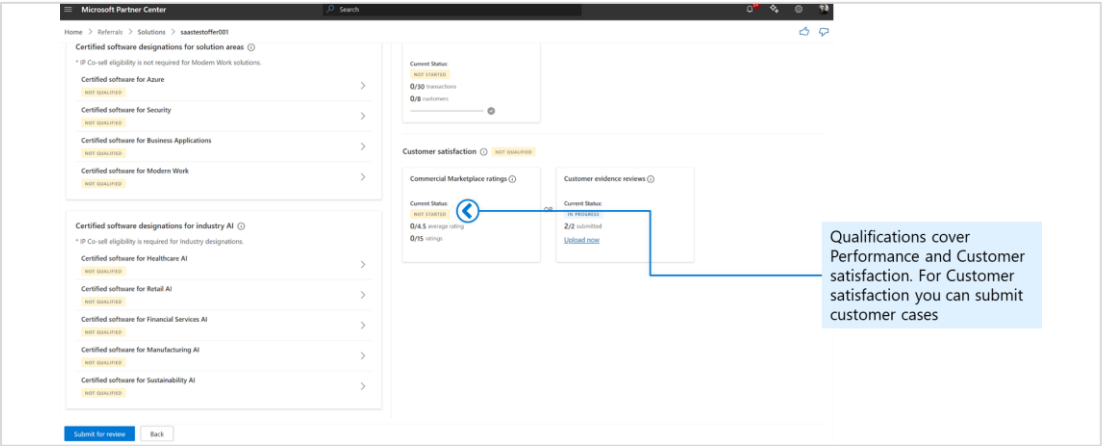 Microsoft Partner Center
Search
Home > Referrals > Solutions > saastestoffer001
Certified software designations for solution areas
* IP Co-sell eligibility is not required for Modern Work solutions.
Certified software for Azure
NOT QUALIFIED
Certified software for Security
NOT QUALIFIED
Certified software for Business Applications
NOT QUALIFIED
Certified software for Modern Work
NOT QUALIFIED
Certified software designations for industry AI
* IP Co-sell eligibility is required for Industry designations.
Certified software for Healthcare AI
NOT QUALIFIED
Certified software for Retail AI
NOT QUALIFIED
Certified software for Financial Services AI
NOT QUALIFIED
Certified software for Manufacturing AI
NOT QUALIFIED
Certified software for Sustainability AI
NOT QUALIFIED
Submit for review
Back
Current Status:
NOT STARTED
0/30 transactions
0/8 customers
Customer satisfaction NOT QUALIFIED
Commercial Marketplace ratings
Current Status:
NOT STARTED
0/4.5 average rating
0/15 ratings
OR
Customer evidence reviews
Current Status:
IN PROGRESS
2/2 submitted
Upload now
Qualifications cover
Performance and Customer
satisfaction. For Customer
satisfaction you can submit
customer cases